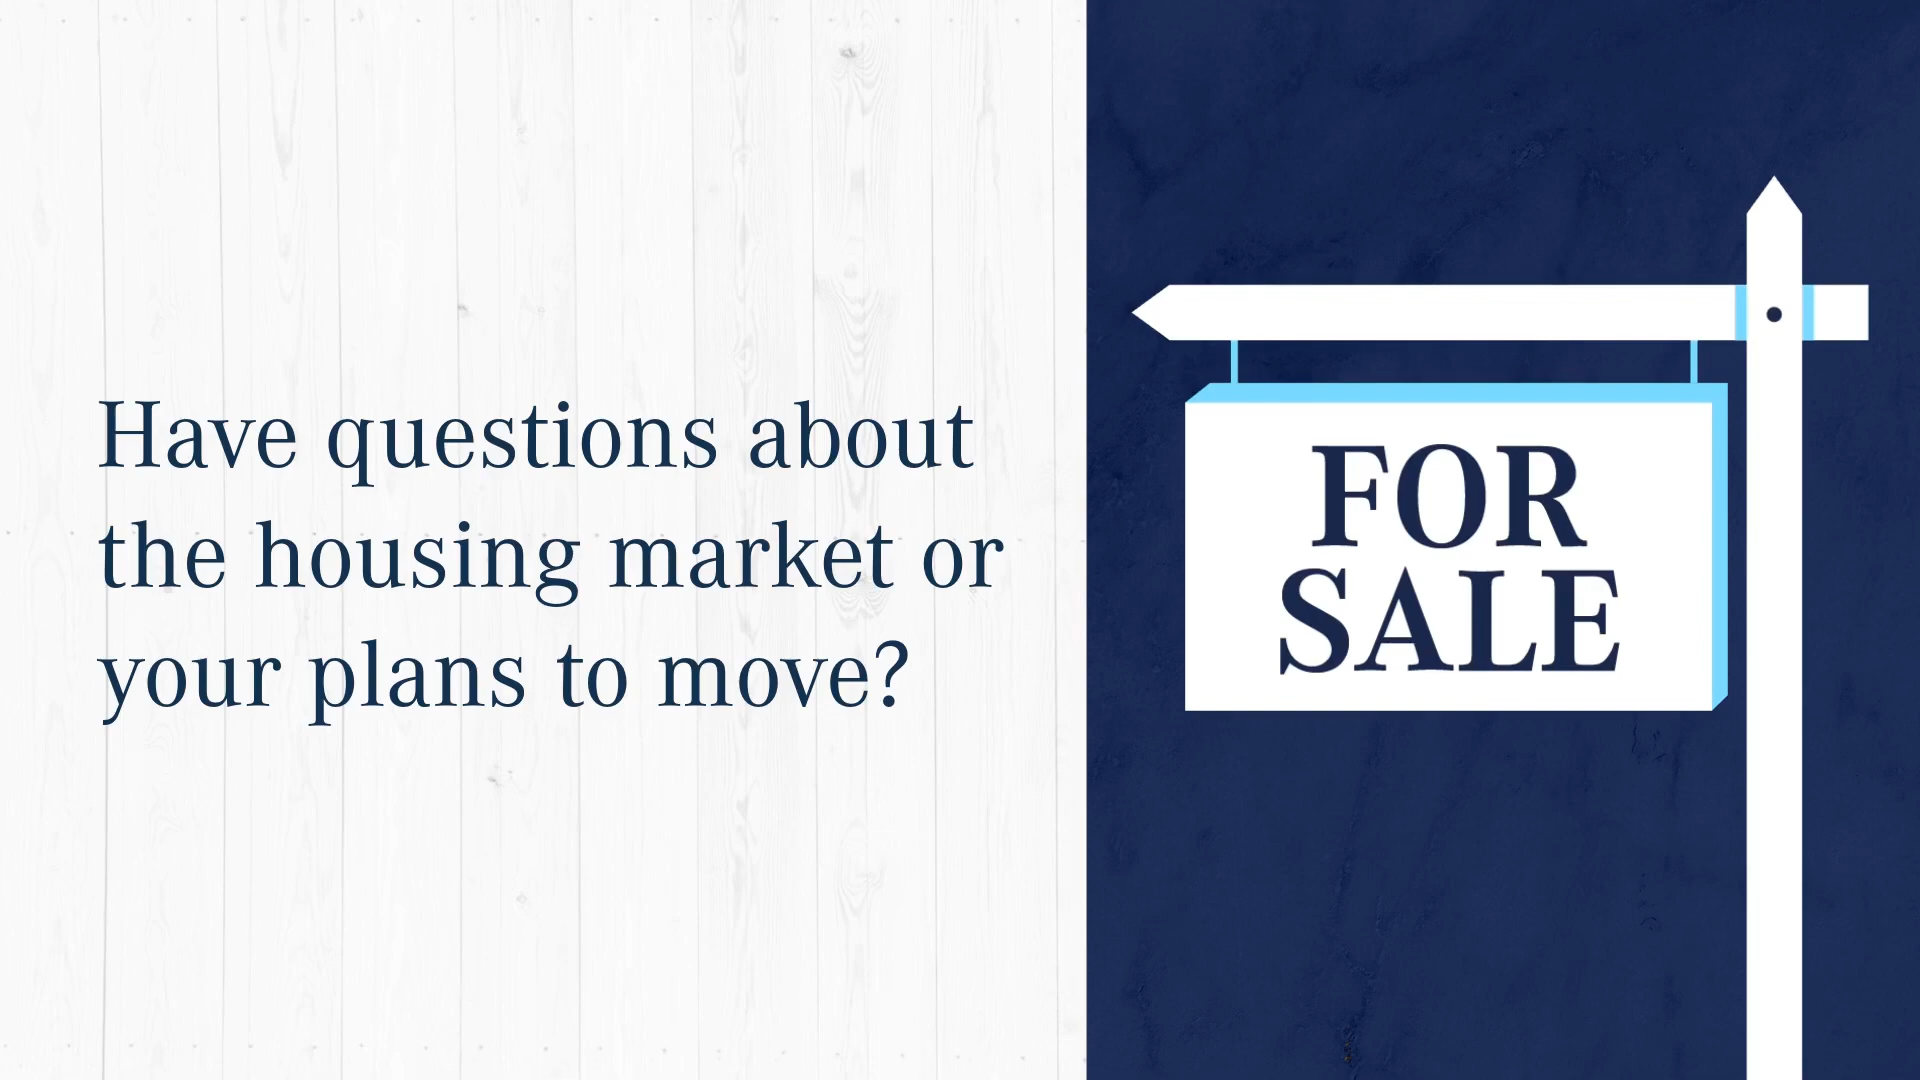 Have questions about
the housing market or
your plans to move?
FOR
SALE